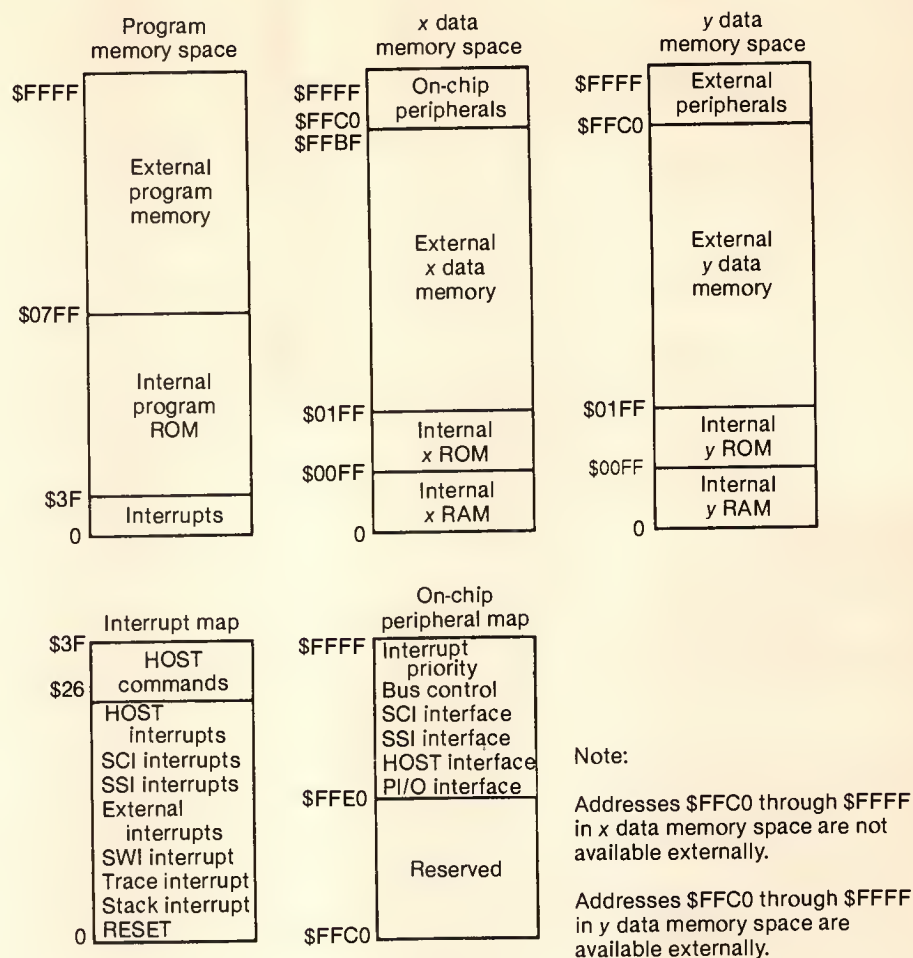 Program
memory space
$FFFF
External
program
memory
$07FF
Internal
program
ROM
$3F
Interrupts
0
x data
memory space
$FFFF
On-chip
peripherals
$FFC0
$FFBF
External
x data
memory
$01FF
Internal
x ROM
$00FF
Internal
x RAM
0
y data
memory space
$FFFF
External
peripherals
$FFC0
External
y data
memory
$01FF
Internal
y ROM
$00FF
Internal
y RAM
0
Interrupt map
$3F
HOST
commands
$26
HOST
interrupts
SCI interrupts
SSI interrupts
External
interrupts
SWI interrupt
Trace interrupt
Stack interrupt
RESET
0
On-chip
peripheral map
$FFFF
Interrupt
priority
Bus control
SCI interface
SSI interface
HOST interface
PI/O interface
$FFE0
Reserved
$FFC0
Note:
Addresses $FFC0 through $FFFF
in x data memory space are not
available externally.
Addresses $FFC0 through $FFFF
in y data memory space are
available externally.